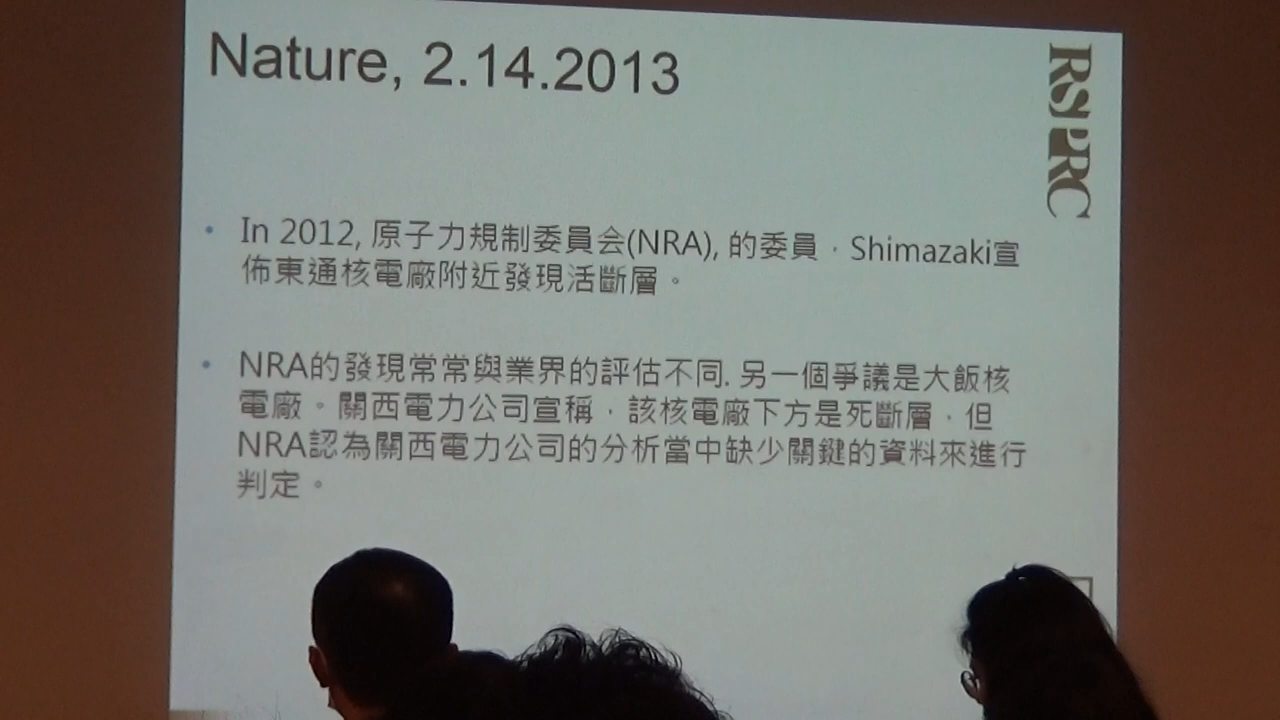 Nature, 2.14.2013
RSPRC
In 2012, 原子力規制委員会(NRA), 的委員，Shimazaki宣
佈東通核電廠附近發現活斷層。
NRA的發現常常與業界的評估不同. 另一個爭議是大飯核
電廠。關西電力公司宣稱，該核電廠下方是死斷層，但
NRA認為關西電力公司的分析當中缺少關鍵的資料來進行
判定。